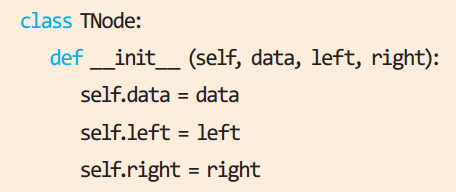 class TNode:
def __init__ (self, data, left, right):
self.data = data
self.left = left
self.right = right